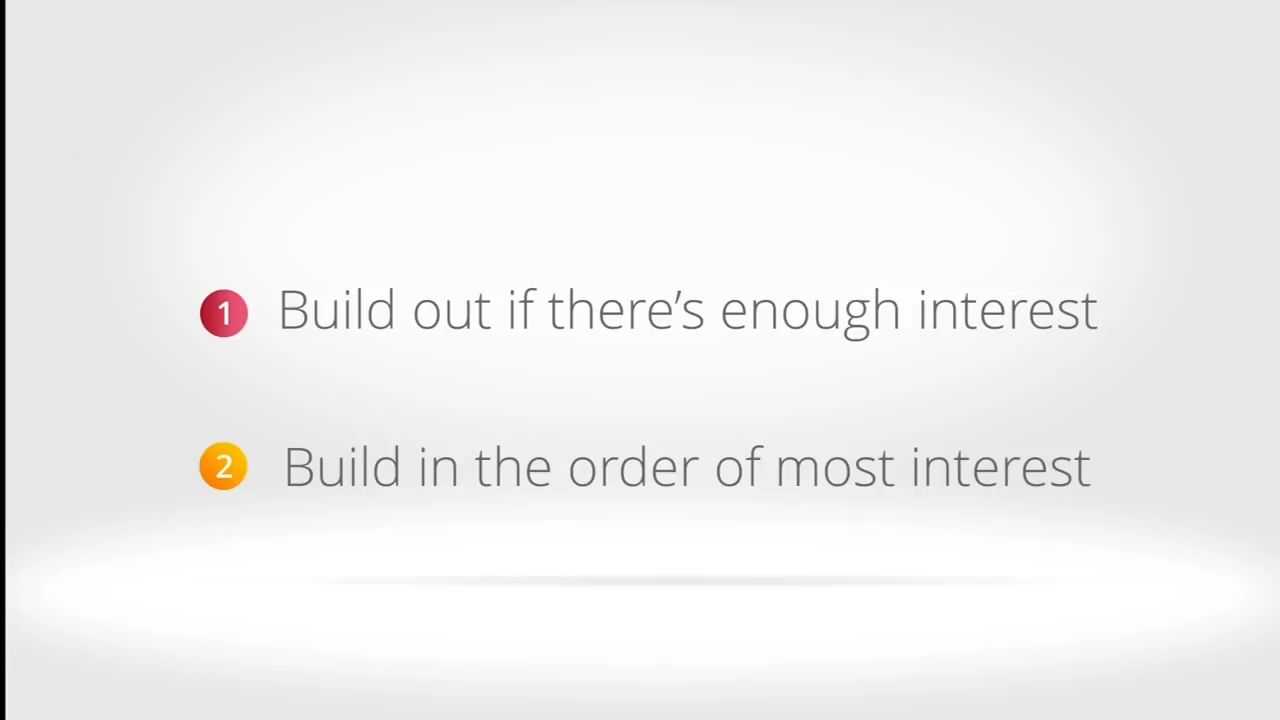 1 Build out if there’s enough interest
2 Build in the order of most interest